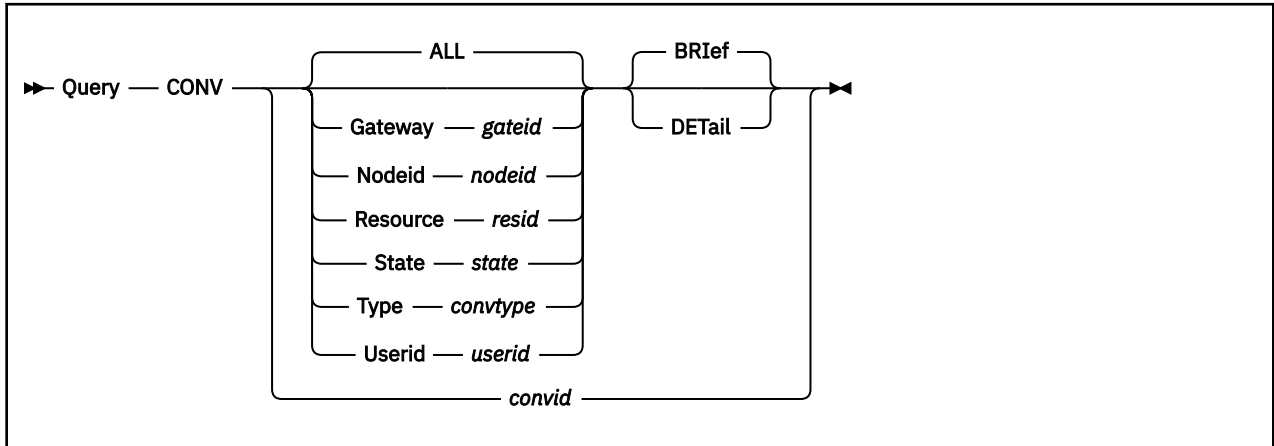 ALL BRIef
Query CONV
Gateway gateid DETail
Nodeid nodeid
Resource resid
State state
Type convtype
Userid userid
convid